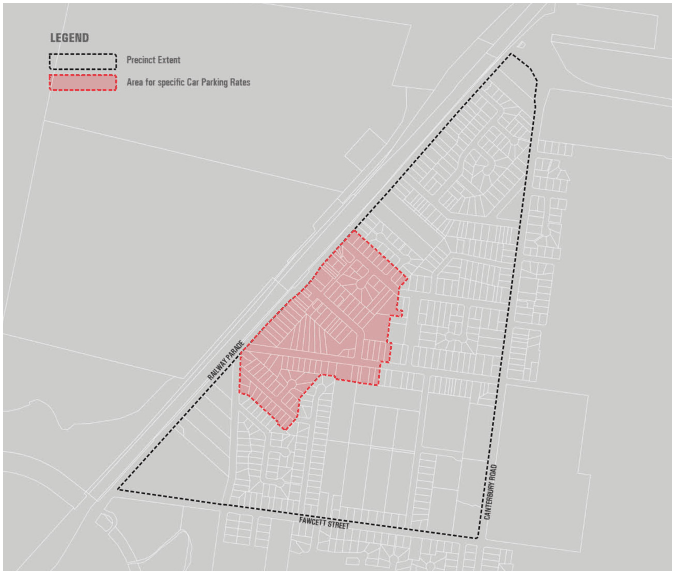 LEGEND
Precinct Extent
Area for specific Car Parking Rates
RAILWAY PARADE
CANTERBURY ROAD
FAWCETT STREET